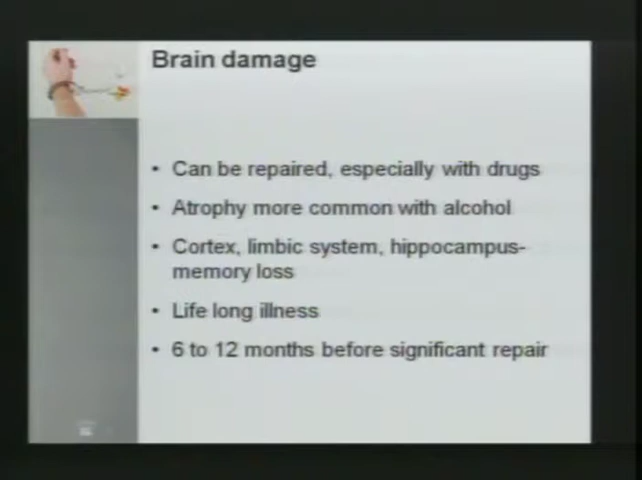 Brain damage
• Can be repaired, especially with drugs
• Atrophy more common with alcohol
• Cortex, limbic system, hippocampus-
memory loss
• Life long illness
• 6 to 12 months before significant repair